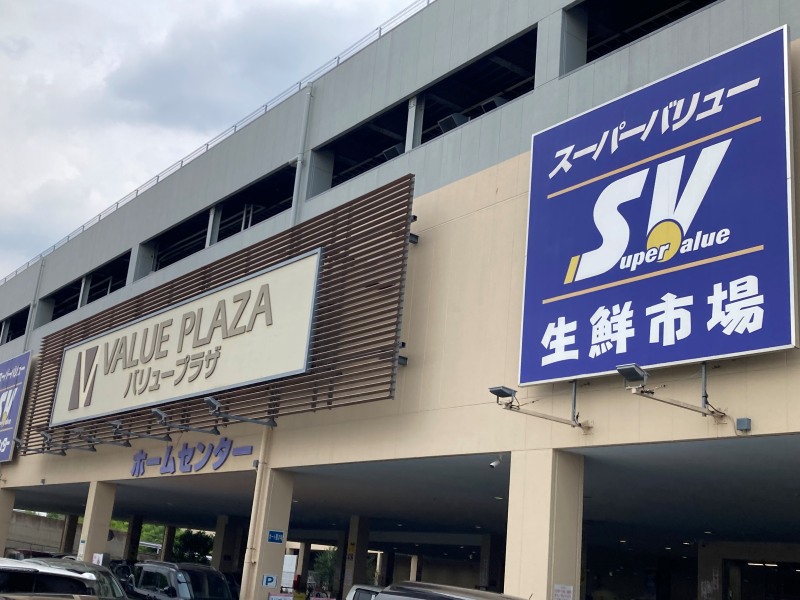 スーパーバリュー
SV
Super Value
生鮮市場
VALUE PLAZA
バリュープラザ
ホームセンター
SV
P